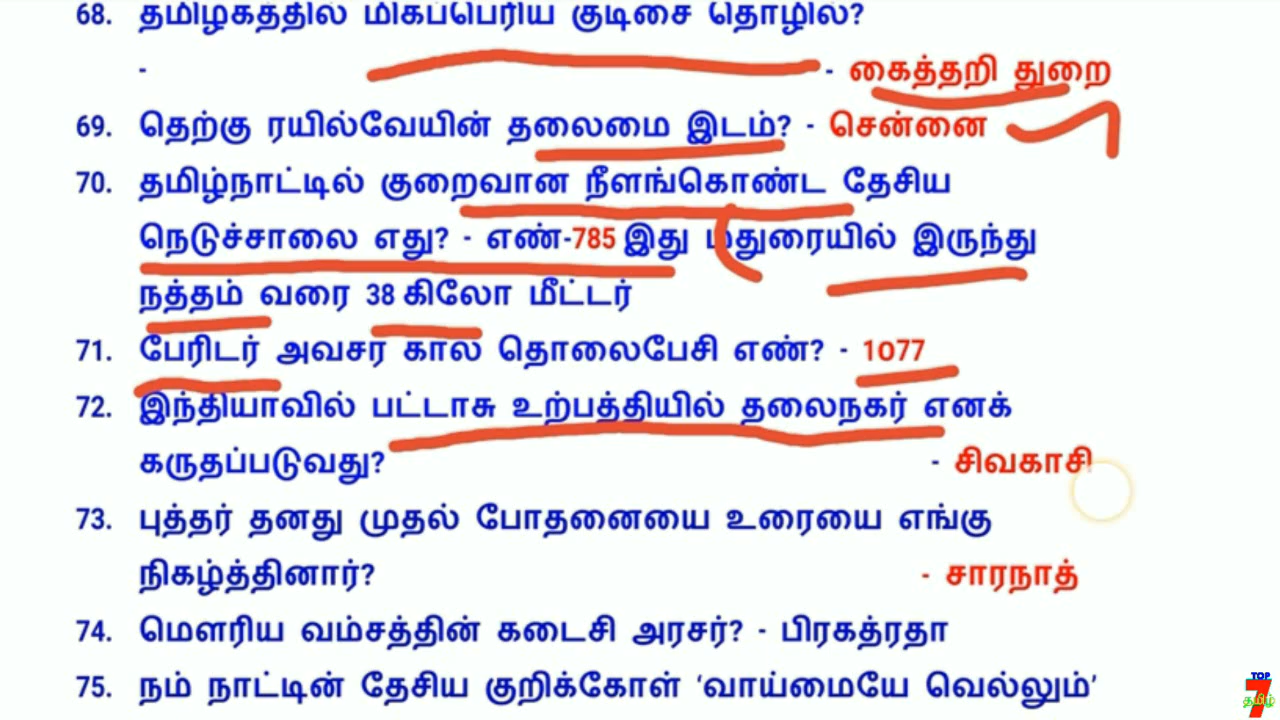 68. தமிழகத்தில் மிகப்பெரிய குடிசை தொழில்?
- - கைத்தறி துறை
69. தெற்கு ரயில்வேயின் தலைமை இடம்? - சென்னை
70. தமிழ்நாட்டில் குறைவான நீளங்கொண்ட தேசிய
நெடுச்சாலை எது? - எண்-785 இது மதுரையில் இருந்து
நத்தம் வரை 38 கிலோ மீட்டர்
71. பேரிடர் அவசர கால தொலைபேசி எண்? - 1077
72. இந்தியாவில் பட்டாசு உற்பத்தியில் தலைநகர் எனக்
கருதப்படுவது? - சிவகாசி
73. புத்தர் தனது முதல் போதனையை உரையை எங்கு
நிகழ்த்தினார்? - சாரநாத்
74. மௌரிய வம்சத்தின் கடைசி அரசர்? - பிரகத்ரதா
75. நம் நாட்டின் தேசிய குறிக்கோள் ‘வாய்மையே வெல்லும்’
TOP
7
தமிழ்